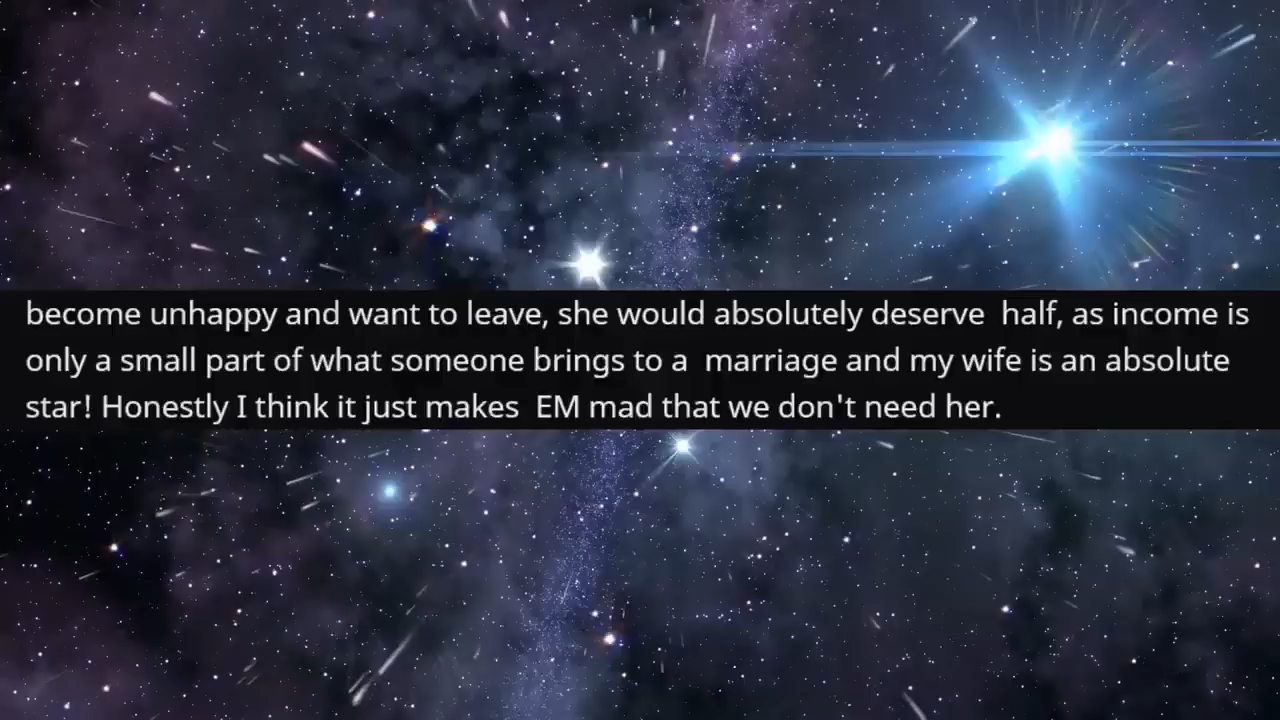 become unhappy and want to leave, she would absolutely deserve  half, as income is
only a small part of what someone brings to a  marriage and my wife is an absolute
star! Honestly I think it just makes  EM mad that we don't need her.